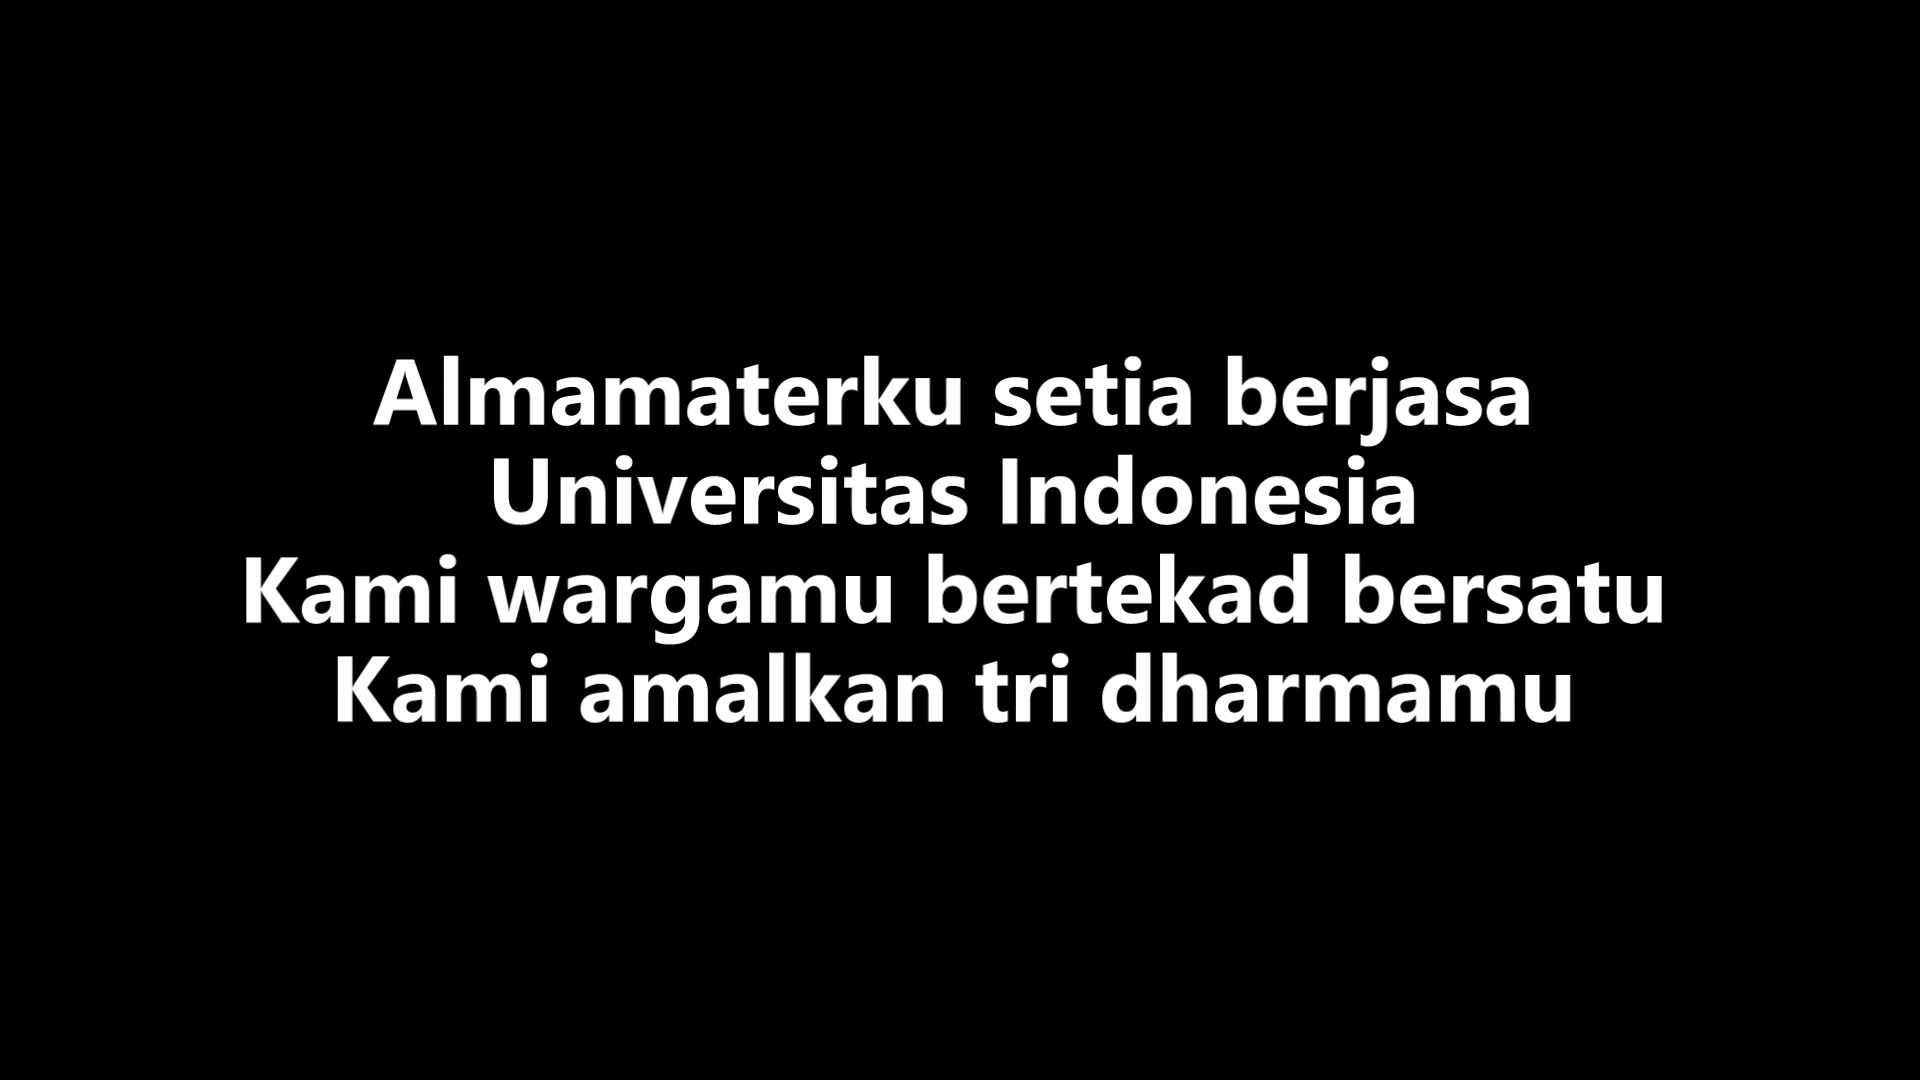 Almamaterku setia berjasa
Universitas Indonesia
Kami wargamu bertekad bersatu
Kami amalkan tri dharmamu